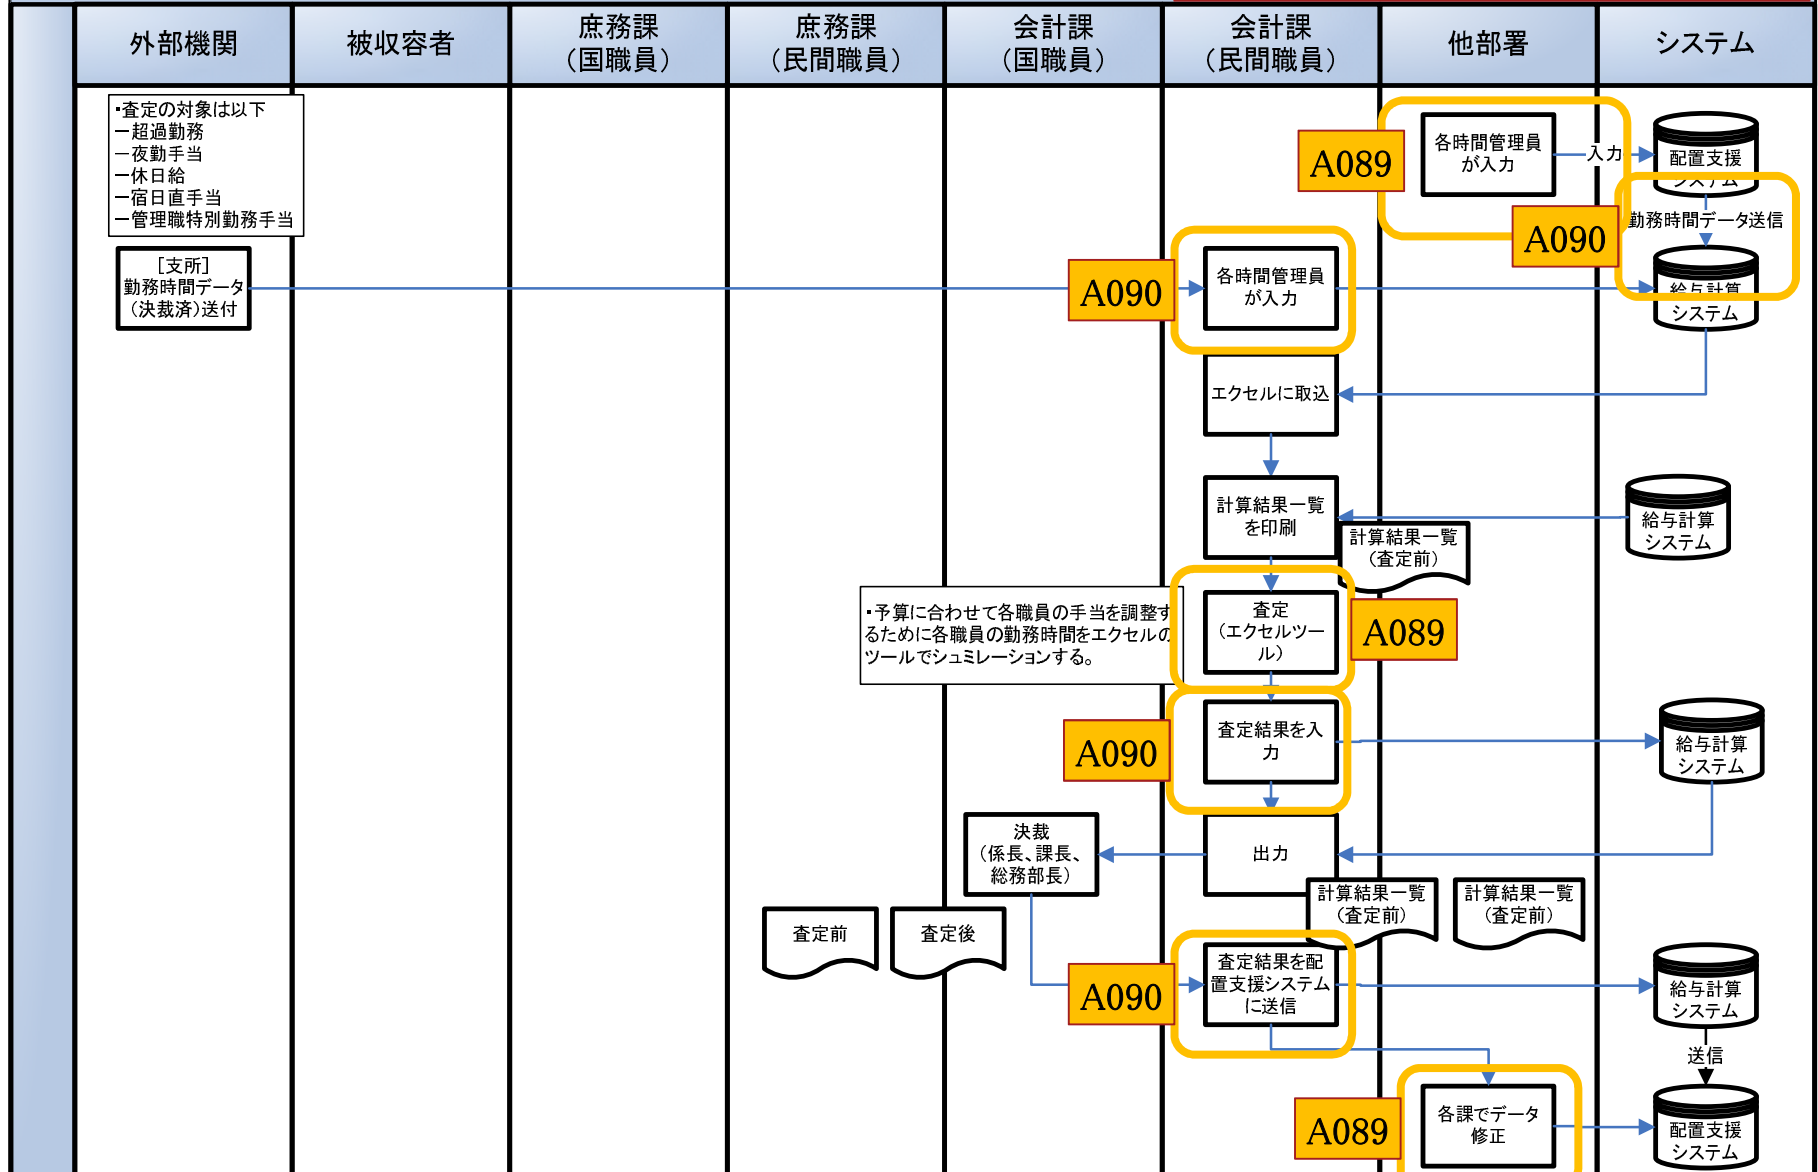 外部機関
被収容者
庶務課
（国職員）
庶務課
（民間職員）
会計課
（国職員）
会計課
（民間職員）
他部署
システム
・査定の対象は以下
－超過勤務
－夜勤手当
－休日給
－宿日直手当
－管理職特別勤務手当
A089
各時間管理員
が入力
入力
配置支援
システム
A090
勤務時間データ送信
［支所］
勤務時間データ
（決裁済）送付
A090
各時間管理員
が入力
給与計算
システム
エクセルに取込
計算結果一覧
を印刷
計算結果一覧
（査定前）
給与計算
システム
・予算に合わせて各職員の手当を調整す
るために各職員の勤務時間をエクセルの
ツールでシュミレーションする。
査定
（エクセルツー
ル）
A089
A090
査定結果を入
力
給与計算
システム
決裁
（係長、課長、
総務部長）
出力
計算結果一覧
（査定前）
計算結果一覧
（査定前）
査定前
査定後
A090
査定結果を配
置支援システム
に送信
給与計算
システム
送信
A089
各課でデータ
修正
配置支援
システム